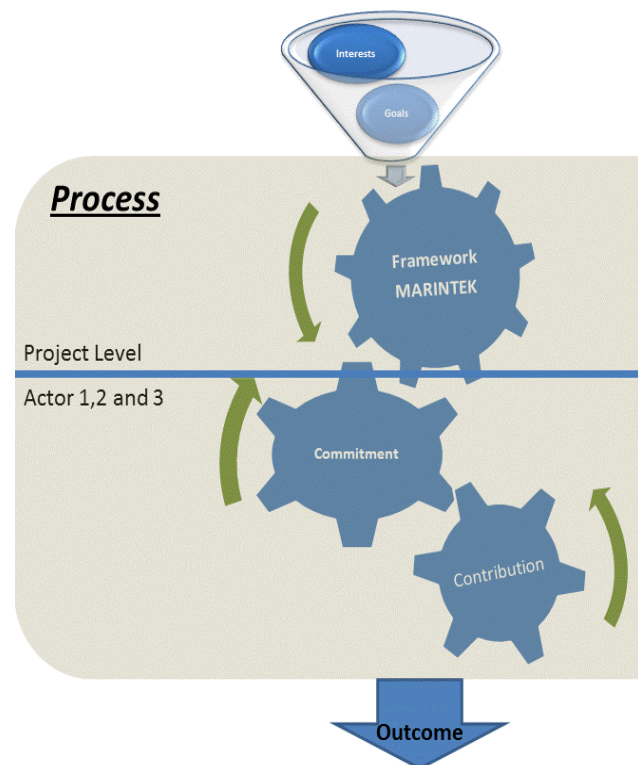 Interests
Goals
Process
Framework
MARINTEK
Project Level
Actor 1,2 and 3
Commitment
Contribution
Outcome